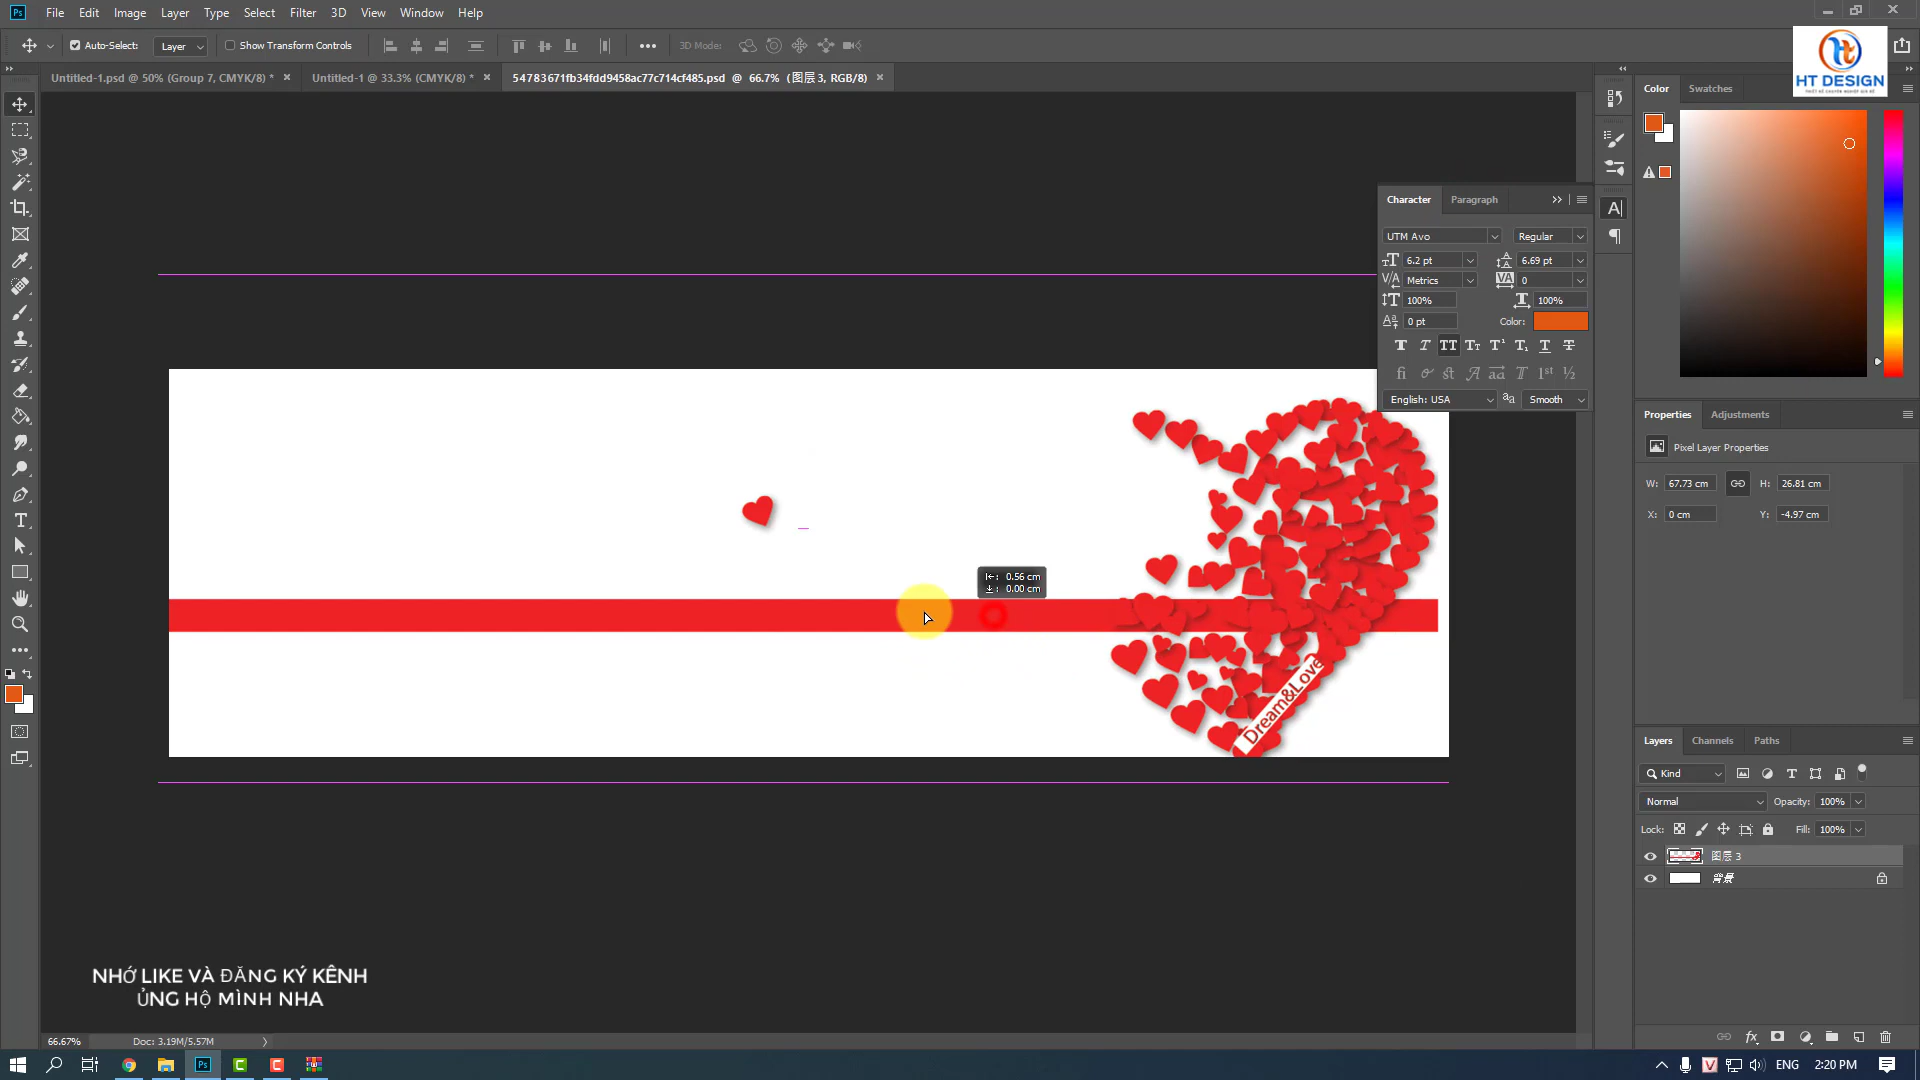 File Edit Image Layer Type Select Filter 3D View Window Help
Auto-Select: Layer Show Transform Controls 3D Mode:
HT DESIGN
Untitled-1.psd @ 50% (Group 7, CMYK/8) * Untitled-1 @ 33.3% (CMYK/8) * 54783671fb34fdd9458ac77c714cf485.psd @ 66.7% (图层 3, RGB/8)
Color Swatches
Character Paragraph
UTM Avo Regular
6.2 pt 6.69 pt
Metrics 0
100% 100%
0 pt Color:
English: USA Smooth
Properties Adjustments
Pixel Layer Properties
W: 67.73 cm H: 26.81 cm
X: 0 cm Y: -4.97 cm
0.56 cm
0.00 cm
Dream&Love
Layers Channels Paths
Kind
Normal Opacity: 100%
Lock: Fill: 100%
图层 3
背景
NHỚ LIKE VÀ ĐĂNG KÝ KÊNH
ỦNG HỘ MÌNH NHA
66.67% Doc: 3.19M/5.57M
ENG 2:20 PM